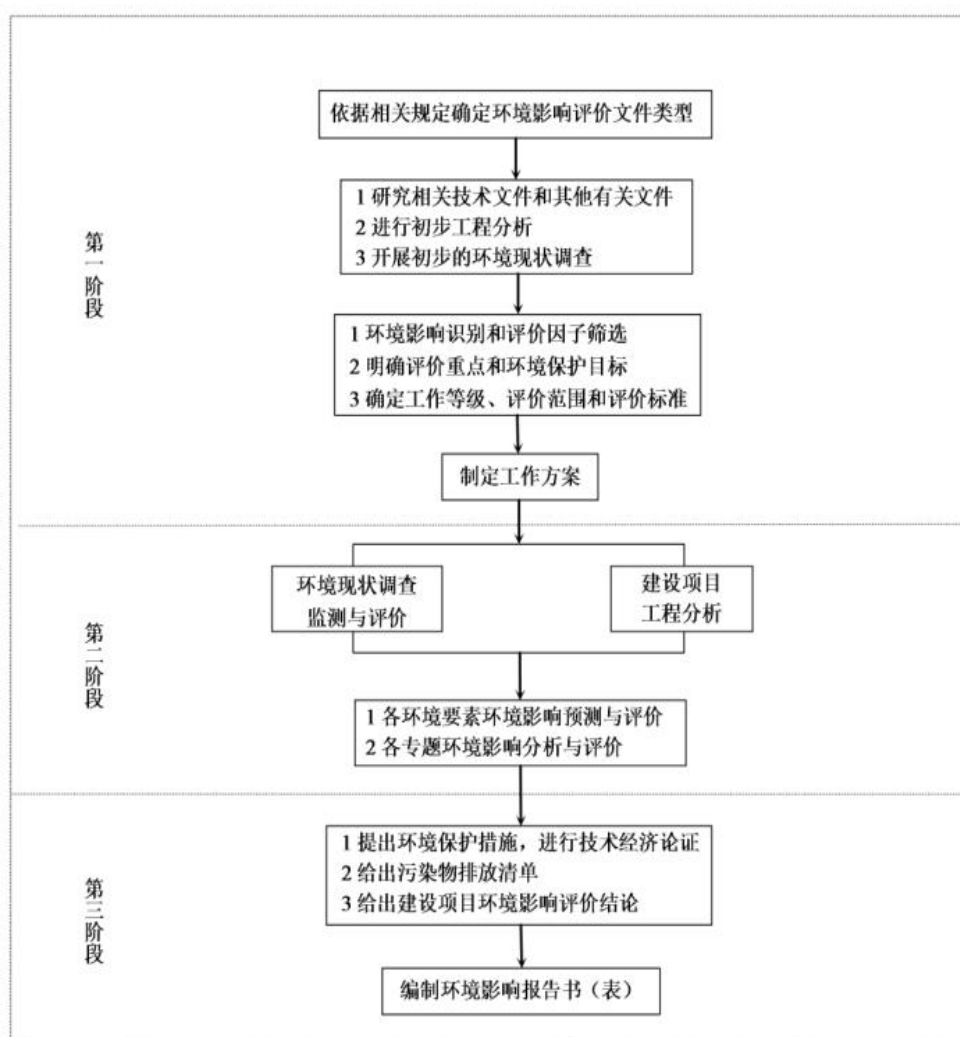 依据相关规定确定环境影响评价文件类型
1 研究相关技术文件和其他有关文件
2 进行初步工程分析
3 开展初步的环境现状调查
第一阶段
1 环境影响识别和评价因子筛选
2 明确评价重点和环境保护目标
3 确定工作等级、评价范围和评价标准
制定工作方案
环境现状调查
监测与评价
建设项目
工程分析
第二阶段
1 各环境要素环境影响预测与评价
2 各专题环境影响分析与评价
1 提出环境保护措施，进行技术经济论证
2 给出污染物排放清单
3 给出建设项目环境影响评价结论
第三阶段
编制环境影响报告书（表）